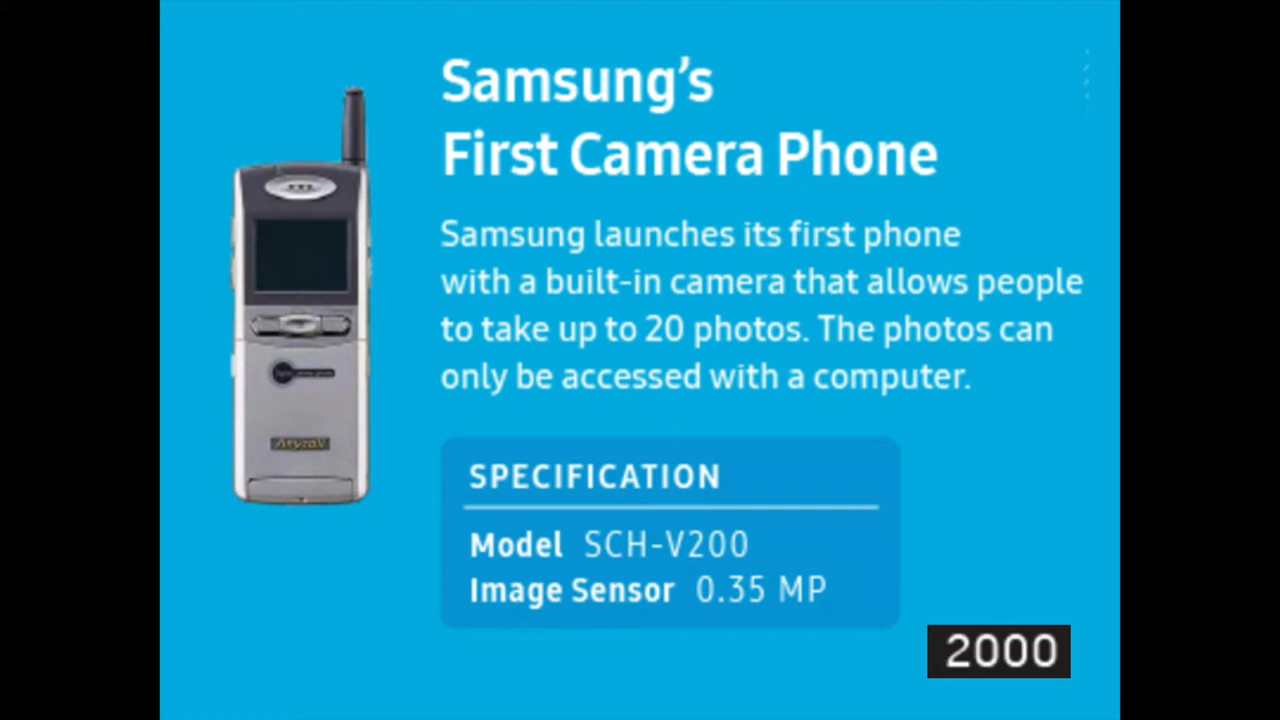 Samsung’s
First Camera Phone
Samsung launches its first phone
with a built-in camera that allows people
to take up to 20 photos. The photos can
only be accessed with a computer.
SPECIFICATION
Model SCH-V200
Image Sensor 0.35 MP
2000